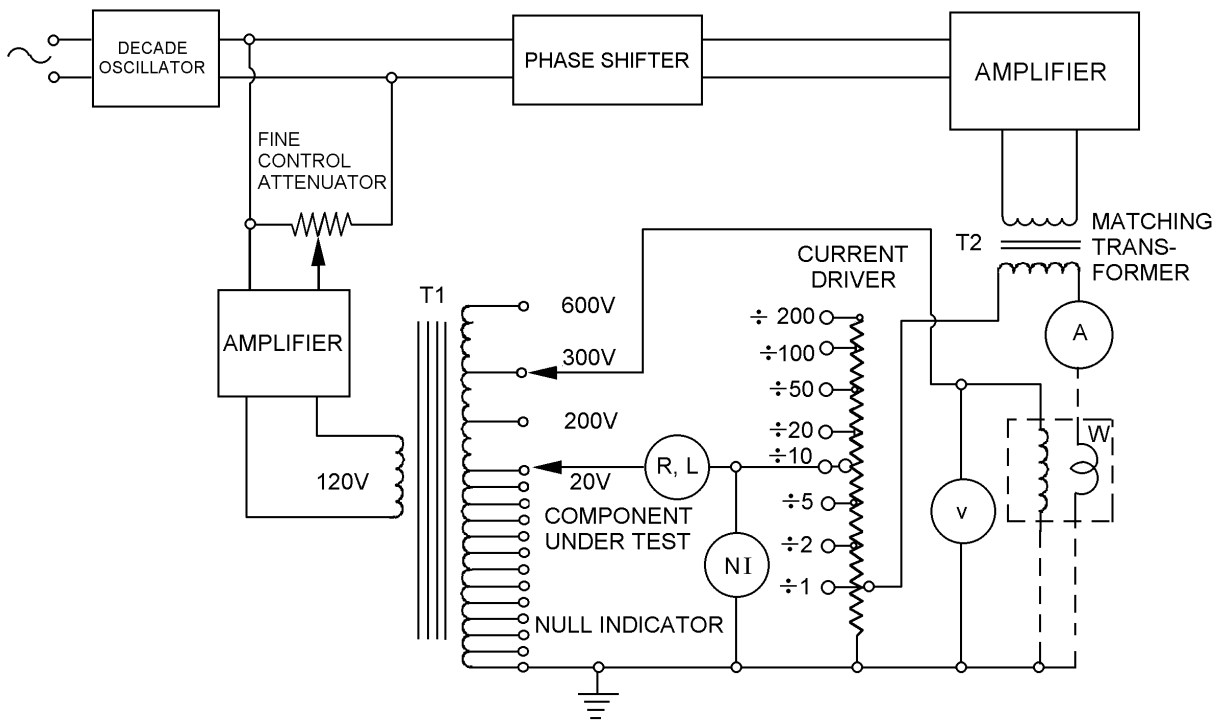 DECADE
OSCILLATOR
PHASE SHIFTER
AMPLIFIER
FINE
CONTROL
ATTENUATOR
T2
MATCHING
TRANS-
FORMER
CURRENT
DRIVER
T1
AMPLIFIER
120V
600V
300V
200V
20V
R, L
COMPONENT
UNDER TEST
NI
NULL INDICATOR
÷ 200
÷100
÷50
÷20
÷10
÷5
÷2
÷1
A
W
v